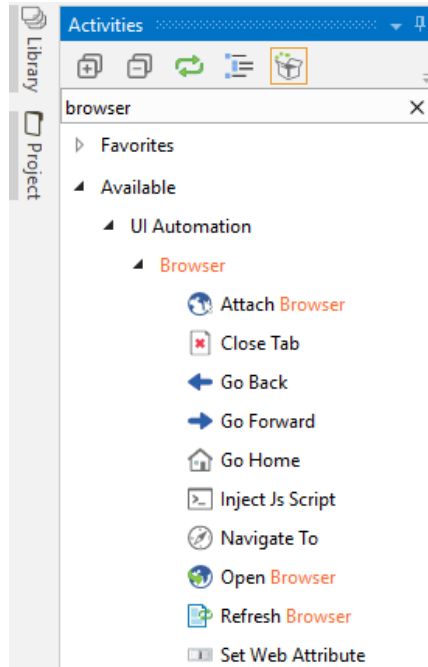 Library
Project
Activities
browser
Favorites
Available
UI Automation
Browser
Attach Browser
Close Tab
Go Back
Go Forward
Go Home
Inject Js Script
Navigate To
Open Browser
Refresh Browser
Set Web Attribute